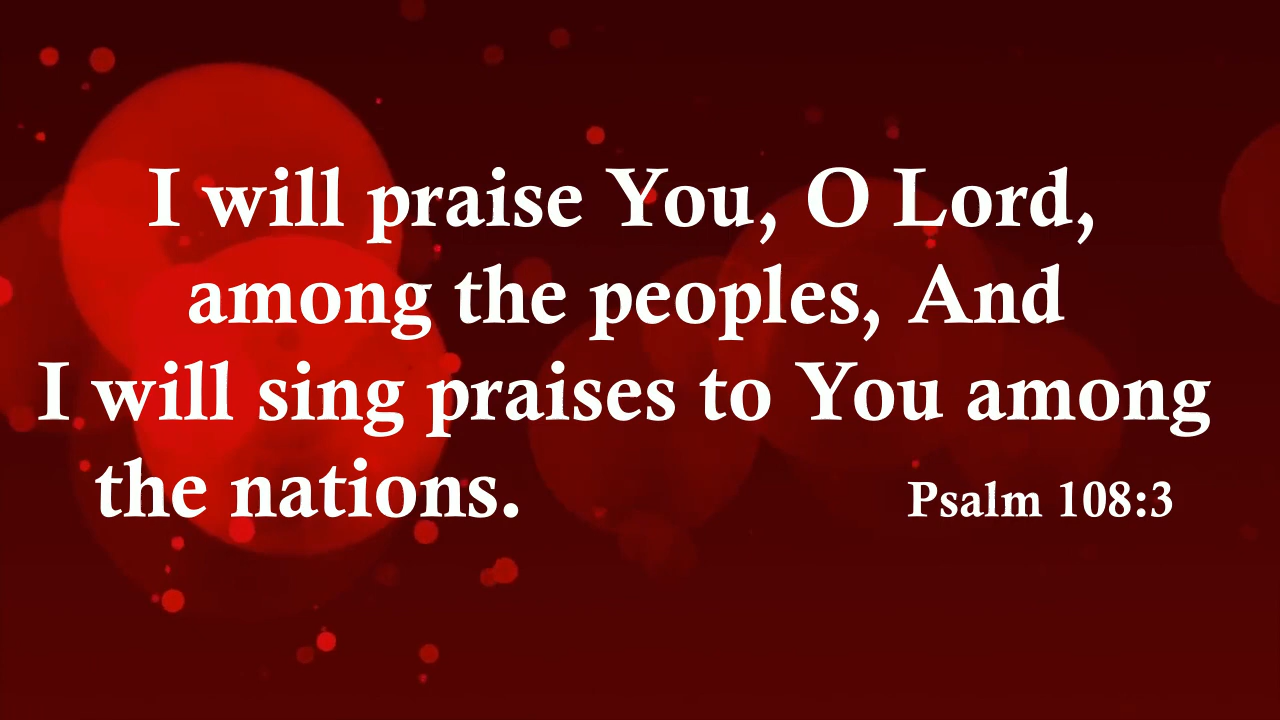 I will praise You, O Lord,
among the peoples, And
I will sing praises to You among
the nations.
Psalm 108:3